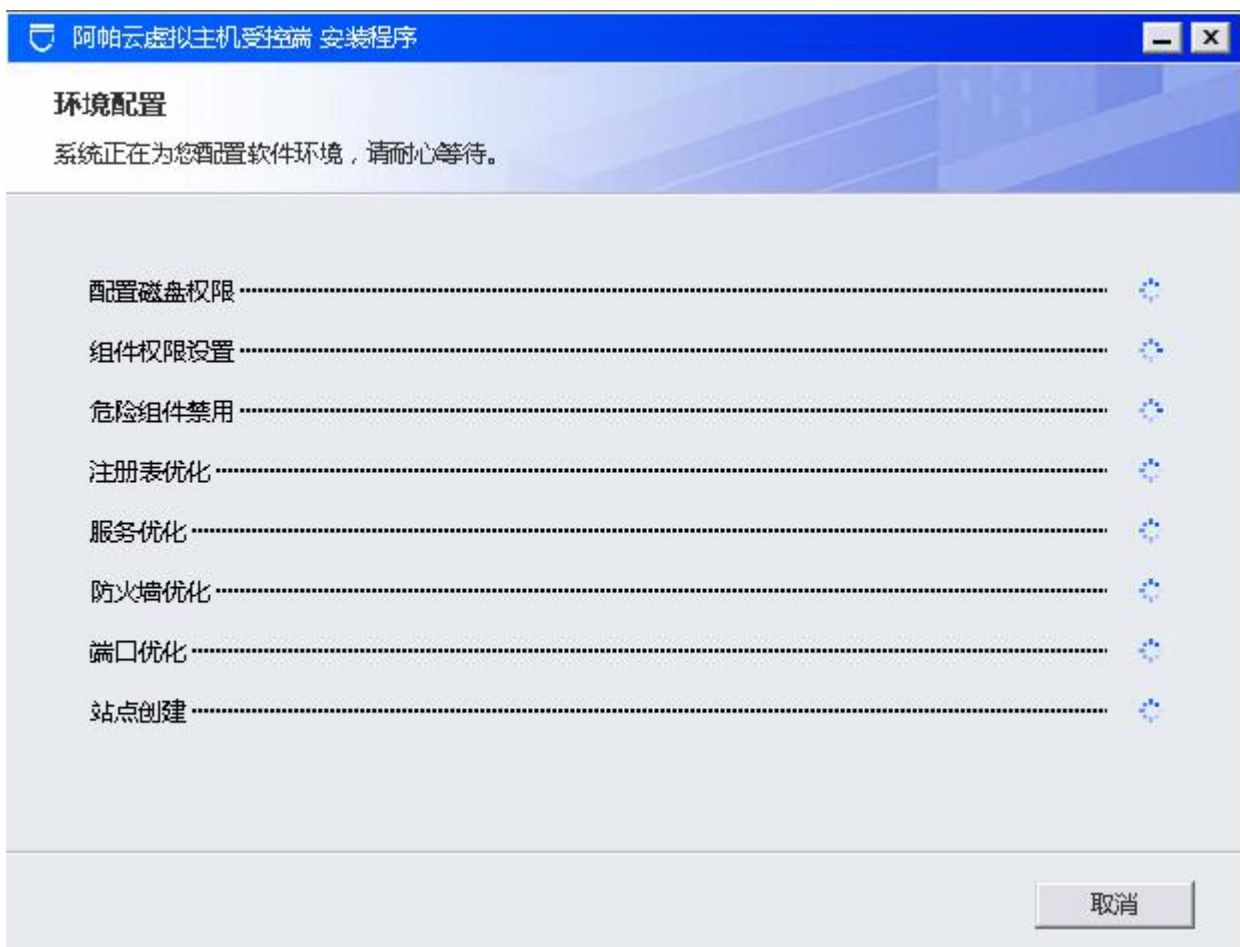 阿帕云虚拟主机受控端 安装程序
环境配置
系统正在为您配置软件环境，请耐心等待。
配置磁盘权限
组件权限设置
危险组件禁用
注册表优化
服务优化
防火墙优化
端口优化
站点创建
取消